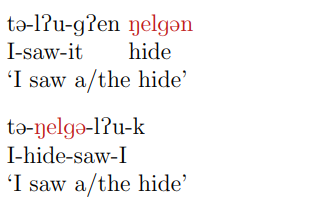 tə-lʔu-gʔen ŋelgən
I-saw-it hide
‘I saw a/the hide’
tə-ŋelgə-lʔu-k
I-hide-saw-I
‘I saw a/the hide’